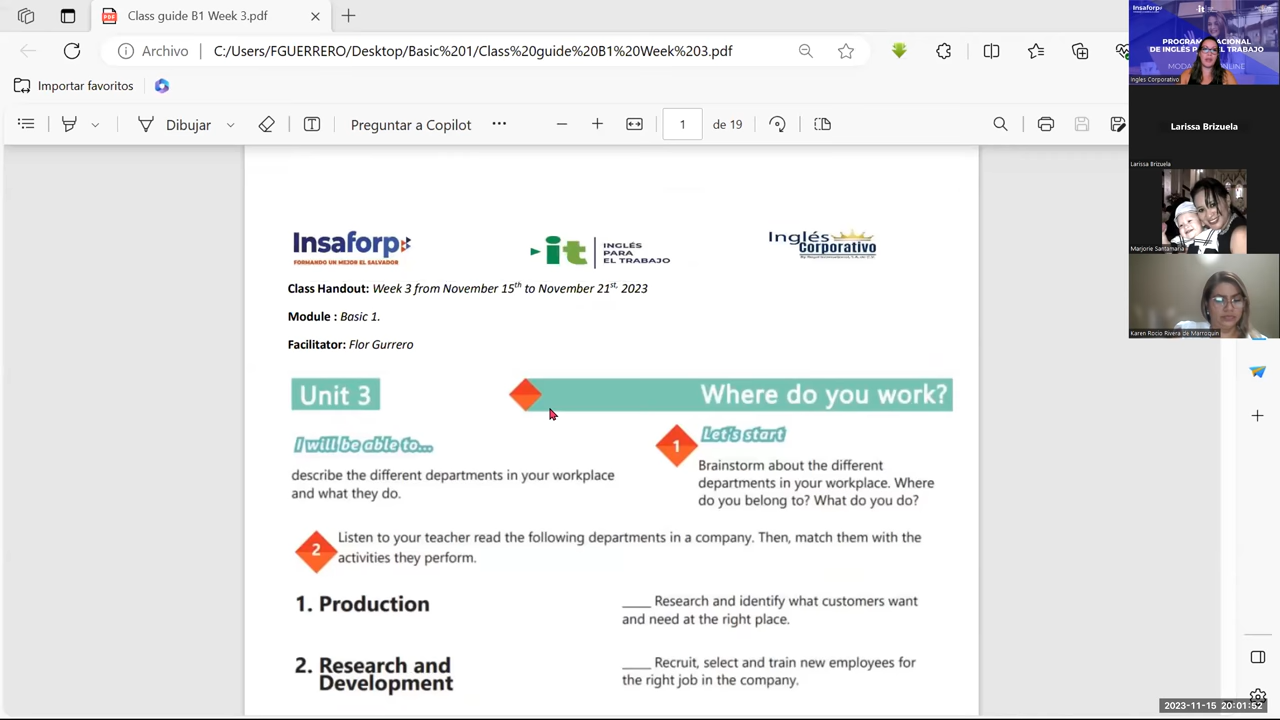 Class guide B1 Week 3.pdf
Archivo
C:/Users/FGUERRERO/Desktop/Basic%201/Class%20guide%20B1%20Week%203.pdf
Importar favoritos
Dibujar
Preguntar a Copilot
1
de 19
Insaforp
FORMANDO UN MEJOR EL SALVADOR
it
INGLÉS
PARA
EL TRABAJO
Inglés
Corporativo
Class Handout: Week 3 from November 15th to November 21st, 2023
Module : Basic 1.
Facilitator: Flor Gurrero
Unit 3
Where do you work?
I will be able to...
describe the different departments in your workplace
and what they do.
1
Let's start
Brainstorm about the different
departments in your workplace. Where
do you belong to? What do you do?
2
Listen to your teacher read the following departments in a company. Then, match them with the
activities they perform.
1. Production
____ Research and identify what customers want
and need at the right place.
2. Research and
Development
____ Recruit, select and train new employees for
the right job in the company.
Insaforp
Ingles Corporativo
Larissa Brizuela
Larissa Brizuela
Marjorie Santamaria
Karen Rocio Rivera de Marroquin
2023-11-15 20:01:52